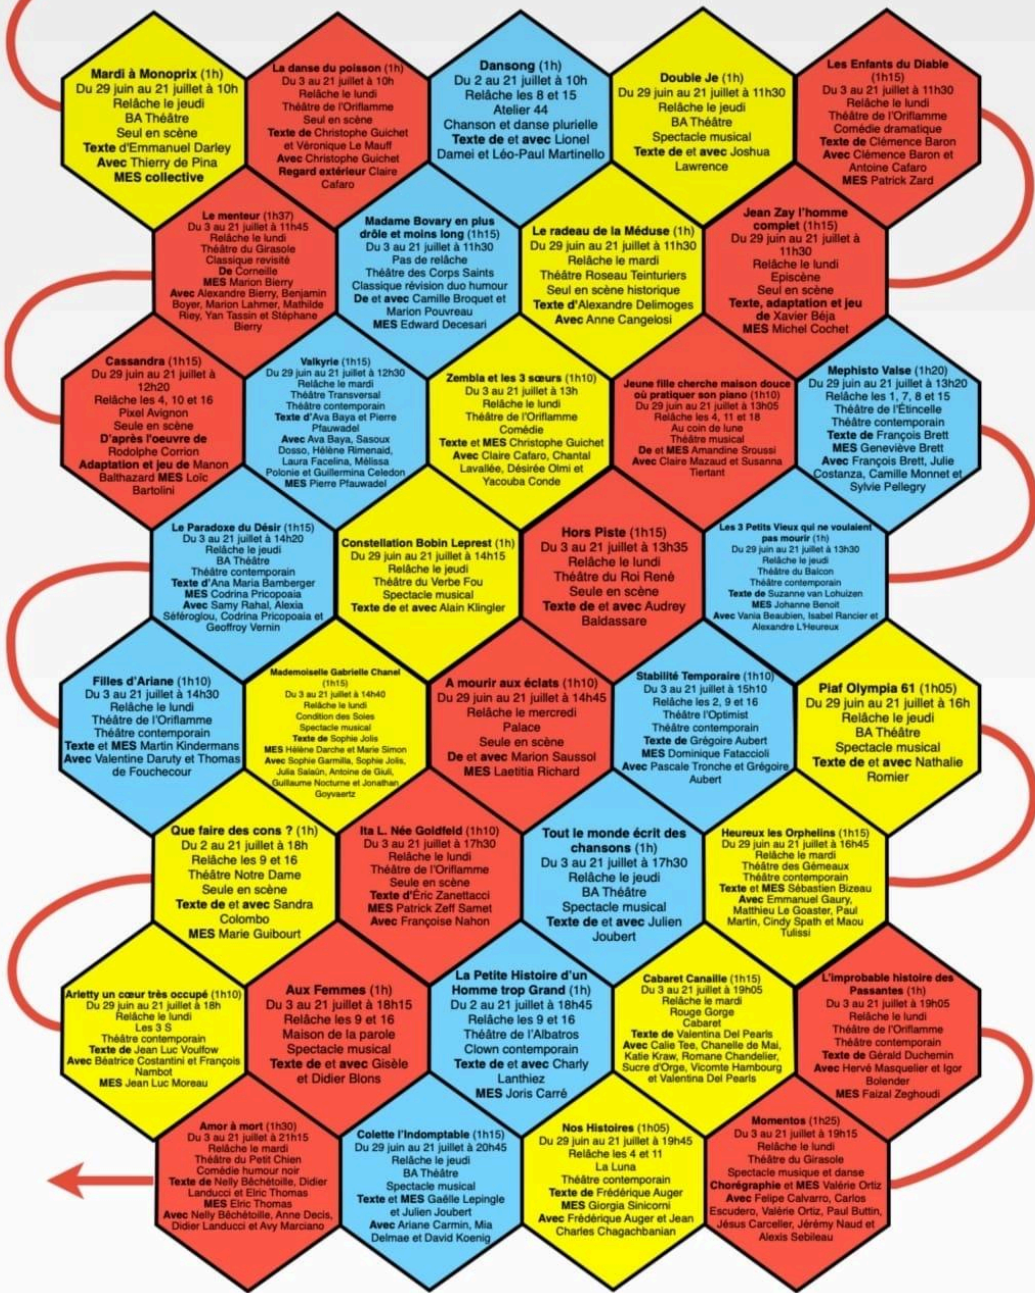 Mardi à Monoprix (1h)
Du 29 juin au 21 juillet à 10h
Relâche le jeudi
BA Théâtre
Seul en scène
Texte d'Emmanuel Darley
Avec Thierry de Pina
MES collective
La danse du poisson (1h)
Du 3 au 21 juillet à 10h
Relâche le lundi
Théâtre de l'Oriflamme
Seul en scène
Texte de Christophe Guichet
et Véronique Le Mauff
Avec Christophe Guichet
Regard extérieur Claire
Cafaro
Dansong (1h)
Du 2 au 21 juillet à 10h
Relâche les 8 et 15
Atelier 44
Chanson et danse plurielle
Texte de et avec Lionel
Damei et Léo-Paul Martinello
Double Je (1h)
Du 29 juin au 21 juillet à 11h30
Relâche le jeudi
BA Théâtre
Spectacle musical
Texte de et avec Joshua
Lawrence
Les Enfants du Diable
(1h15)
Du 3 au 21 juillet à 11h30
Relâche le lundi
Théâtre de l'Oriflamme
Comédie dramatique
Texte de Clémence Baron
Avec Clémence Baron et
Antoine Cafaro
MES Patrick Zard
Le menteur (1h37)
Du 3 au 21 juillet à 11h45
Relâche le lundi
Théâtre du Girasole
Classique revisité
De Corneille
MES Marion Bierry
Avec Alexandre Bierry, Benjamin
Boyer, Marion Lahmer, Mathilde
Riey, Yan Tassin et Stéphane
Bierry
Madame Bovary en plus
drôle et moins long (1h15)
Du 3 au 21 juillet à 11h30
Pas de relâche
Théâtre des Corps Saints
Classique révision duo humour
De et avec Camille Broquet et
Marion Pouvreau
MES Edward Decesari
Le radeau de la Méduse (1h)
Du 29 juin au 21 juillet à 11h30
Relâche le mardi
Théâtre Roseau Teinturiers
Seul en scène historique
Texte d'Alexandre Delimoges
Avec Anne Cangelosi
Jean Zay l'homme
complet (1h15)
Du 29 juin au 21 juillet à
11h30
Relâche le lundi
Episcène
Seul en scène
Texte, adaptation et jeu
de Xavier Béja
MES Michel Cochet
Cassandra (1h15)
Du 29 juin au 21 juillet à
12h20
Relâche les 4, 10 et 16
Pixel Avignon
Seule en scène
D'après l'oeuvre de
Rodolphe Corrion
Adaptation et jeu de Manon
Balthazard MES Loïc
Bartolini
Valkyrie (1h15)
Du 29 juin au 21 juillet à 12h30
Relâche le mardi
Théâtre Transversal
Théâtre contemporain
Texte d'Ava Baya et Pierre
Pfauwadel
Avec Ava Baya, Sasoux
Dosso, Hélène Rimenaid,
Laura Facelina, Mélissa
Polonie et Guillermina Celedon
MES Pierre Pfauwadel
Zembla et les 3 sœurs (1h10)
Du 3 au 21 juillet à 13h
Relâche le lundi
Théâtre de l'Oriflamme
Comédie
Texte et MES Christophe Guichet
Avec Claire Cafaro, Chantal
Lavallée, Désirée Olmi et
Yacouba Conde
Jeune fille cherche maison douce
où pratiquer son piano (1h10)
Du 29 juin au 21 juillet à 13h05
Relâche les 4, 11 et 18
Au coin de lune
Théâtre musical
De et MES Amandine Sroussi
Avec Claire Mazaud et Susanna
Tiertant
Mephisto Valse (1h20)
Du 29 juin au 21 juillet à 13h20
Relâche les 1, 7, 8 et 15
Théâtre de l'Étincelle
Théâtre contemporain
Texte de François Brett
MES Geneviève Brett
Avec François Brett, Julie
Costanza, Camille Monnet et
Sylvie Pellegry
Le Paradoxe du Désir (1h15)
Du 3 au 21 juillet à 14h20
Relâche le jeudi
BA Théâtre
Théâtre contemporain
Texte d'Ana Maria Bamberger
MES Codrina Pricopoaia
Avec Samy Rahal, Alexia
Séféroglou, Codrina Pricopoaia et
Geoffroy Vernin
Constellation Bobin Leprest (1h)
Du 29 juin au 21 juillet à 14h15
Relâche le jeudi
Théâtre du Verbe Fou
Spectacle musical
Texte de et avec Alain Klingler
Hors Piste (1h15)
Du 3 au 21 juillet à 13h35
Relâche le lundi
Théâtre du Roi René
Seule en scène
Texte de et avec Audrey
Baldassare
Les 3 Petits Vieux qui ne voulaient
pas mourir (1h)
Du 29 juin au 21 juillet à 13h30
Relâche le jeudi
Théâtre du Balcon
Théâtre contemporain
Texte de Suzanne van Lohuizen
MES Johanne Benoit
Avec Vania Beaubien, Isabel Rancier et
Alexandre L'Heureux
Filles d'Ariane (1h10)
Du 3 au 21 juillet à 14h30
Relâche le lundi
Théâtre de l'Oriflamme
Théâtre contemporain
Texte et MES Martin Kindermans
Avec Valentine Daruty et Thomas
de Fouchecour
Mademoiselle Gabrielle Chanel
(1h15)
Du 3 au 21 juillet à 14h40
Relâche le lundi
Condition des Soies
Spectacle musical
Texte de Sophie Jolis
MES Hélène Darche et Marie Simon
Avec Sophie Garmilla, Sophie Jolis,
Julia Salaün, Antoine de Giuli,
Guillaume Nocturne et Jonathan
Goyvaertz
A mourir aux éclats (1h10)
Du 29 juin au 21 juillet à 14h45
Relâche le mercredi
Palace
Seule en scène
De et avec Marion Saussol
MES Laetitia Richard
Stabilité Temporaire (1h10)
Du 3 au 21 juillet à 15h10
Relâche les 2, 9 et 16
Théâtre l'Optimist
Théâtre contemporain
Texte de Grégoire Aubert
MES Dominique Fataccioli
Avec Pascale Tronche et Grégoire
Aubert
Piaf Olympia 61 (1h05)
Du 29 juin au 21 juillet à 16h
Relâche le jeudi
BA Théâtre
Spectacle musical
Texte de et avec Nathalie
Romier
Que faire des cons ? (1h)
Du 2 au 21 juillet à 18h
Relâche les 9 et 16
Théâtre Notre Dame
Seule en scène
Texte de et avec Sandra
Colombo
MES Marie Guibourt
Ita L. Née Goldfeld (1h10)
Du 3 au 21 juillet à 17h30
Relâche le lundi
Théâtre de l'Oriflamme
Seule en scène
Texte d'Éric Zanettacci
MES Patrick Zeff Samet
Avec Françoise Nahon
Tout le monde écrit des
chansons (1h)
Du 3 au 21 juillet à 17h30
Relâche le jeudi
BA Théâtre
Spectacle musical
Texte de et avec Julien
Joubert
Heureux les Orphelins (1h15)
Du 29 juin au 21 juillet à 16h45
Relâche le mardi
Théâtre des Gémeaux
Théâtre contemporain
Texte et MES Sébastien Bizeau
Avec Emmanuel Gaury,
Matthieu Le Goaster, Paul
Martin, Cindy Spath et Maou
Tulissi
Arletty un cœur très occupé (1h10)
Du 29 juin au 21 juillet à 18h
Relâche le lundi
Les 3 S
Théâtre contemporain
Texte de Jean Luc Voulfow
Avec Béatrice Costantini et François
Nambot
MES Jean Luc Moreau
Aux Femmes (1h)
Du 3 au 21 juillet à 18h15
Relâche les 9 et 16
Maison de la parole
Spectacle musical
Texte de et avec Gisèle
et Didier Blons
La Petite Histoire d'un
Homme trop Grand (1h)
Du 2 au 21 juillet à 18h45
Relâche les 9 et 16
Théâtre de l'Albatros
Clown contemporain
Texte de et avec Charly
Lanthiez
MES Joris Carré
Cabaret Canaille (1h15)
Du 3 au 21 juillet à 19h05
Relâche le mardi
Rouge Gorge
Cabaret
Texte de Valentina Del Pearls
Avec Calie Tee, Chanelle de Mai,
Katie Kraw, Romane Chandelier,
Sucre d'Orge, Vicomte Hambourg
et Valentina Del Pearls
L'improbable histoire des
Passantes (1h)
Du 3 au 21 juillet à 19h05
Relâche le lundi
Théâtre de l'Oriflamme
Théâtre contemporain
Texte de Gérald Duchemin
Avec Hervé Masquelier et Igor
Bolender
MES Faizal Zeghoudi
Amor à mort (1h30)
Du 3 au 21 juillet à 21h15
Relâche le mardi
Théâtre du Petit Chien
Comédie humour noir
Texte de Nelly Bêchétoille, Didier
Landucci et Elric Thomas
MES Elric Thomas
Avec Nelly Bêchétoille, Anne Decis,
Didier Landucci et Avy Marciano
Colette l'Indomptable (1h15)
Du 29 juin au 21 juillet à 20h45
Relâche le jeudi
BA Théâtre
Spectacle musical
Texte et MES Gaëlle Lepingle
et Julien Joubert
Avec Ariane Carmin, Mia
Delmae et David Koenig
Nos Histoires (1h05)
Du 29 juin au 21 juillet à 19h45
Relâche les 4 et 11
La Luna
Théâtre contemporain
Texte de Frédérique Auger
MES Giorgia Sinicorni
Avec Frédérique Auger et Jean
Charles Chagachbanian
Momentos (1h25)
Du 3 au 21 juillet à 19h15
Relâche le lundi
Théâtre du Girasole
Spectacle musique et danse
Chorégraphie et MES Valérie Ortiz
Avec Felipe Calvarro, Carlos
Escudero, Valérie Ortiz, Paul Buttin,
Jésus Carceller, Jérémy Naud et
Alexis Sebileau